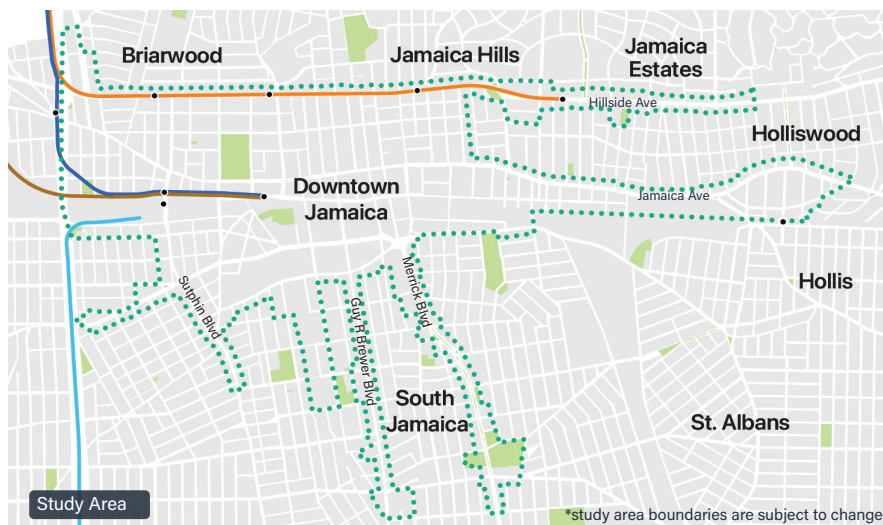 Briarwood
Jamaica Hills
Jamaica
Estates
Hillside Ave
Holliswood
Downtown
Jamaica
Jamaica Ave
Merrick Blvd
Hollis
Sutphin Blvd
Guy R Brewer Blvd
South
Jamaica
St. Albans
Study Area
*study area boundaries are subject to change